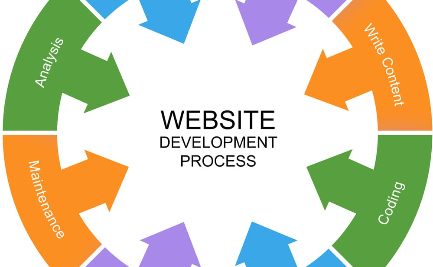 Analysis
Write Content
WEBSITE
DEVELOPMENT
PROCESS
Maintenance
Coding